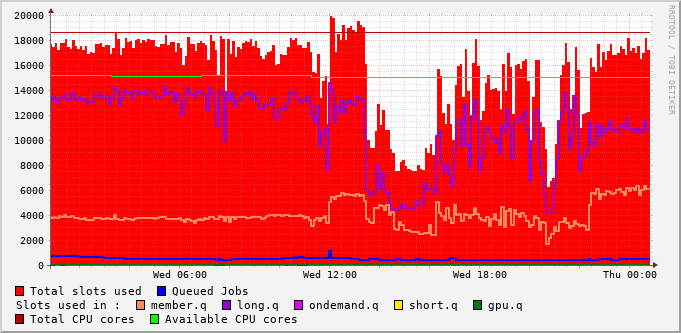 20000
18000
16000
14000
12000
10000
8000
6000
4000
2000
0
Wed 06:00 Wed 12:00 Wed 18:00 Thu 00:00
Total slots used Queued Jobs
Slots used in : member.q long.q ondemand.q short.q gpu.q
Total CPU cores Available CPU cores
RRDTOOL / TOBI OETIKER